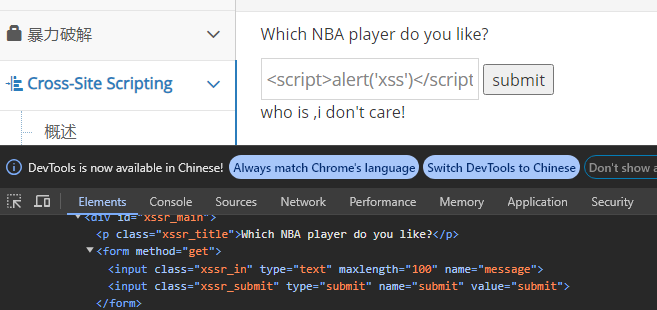 暴力破解
Which NBA player do you like?
Cross-Site Scripting
<script>alert('xss')</script
submit
who is ,i don't care!
概述
DevTools is now available in Chinese!
Always match Chrome's language
Switch DevTools to Chinese
Don't show a
Elements
Console
Sources
Network
Performance
Memory
Application
Security
<div id="xssr_main">
<p class="xssr_title">Which NBA player do you like?</p>
<form method="get">
<input class="xssr_in" type="text" maxlength="100" name="message">
<input class="xssr_submit" type="submit" name="submit" value="submit">
</form>